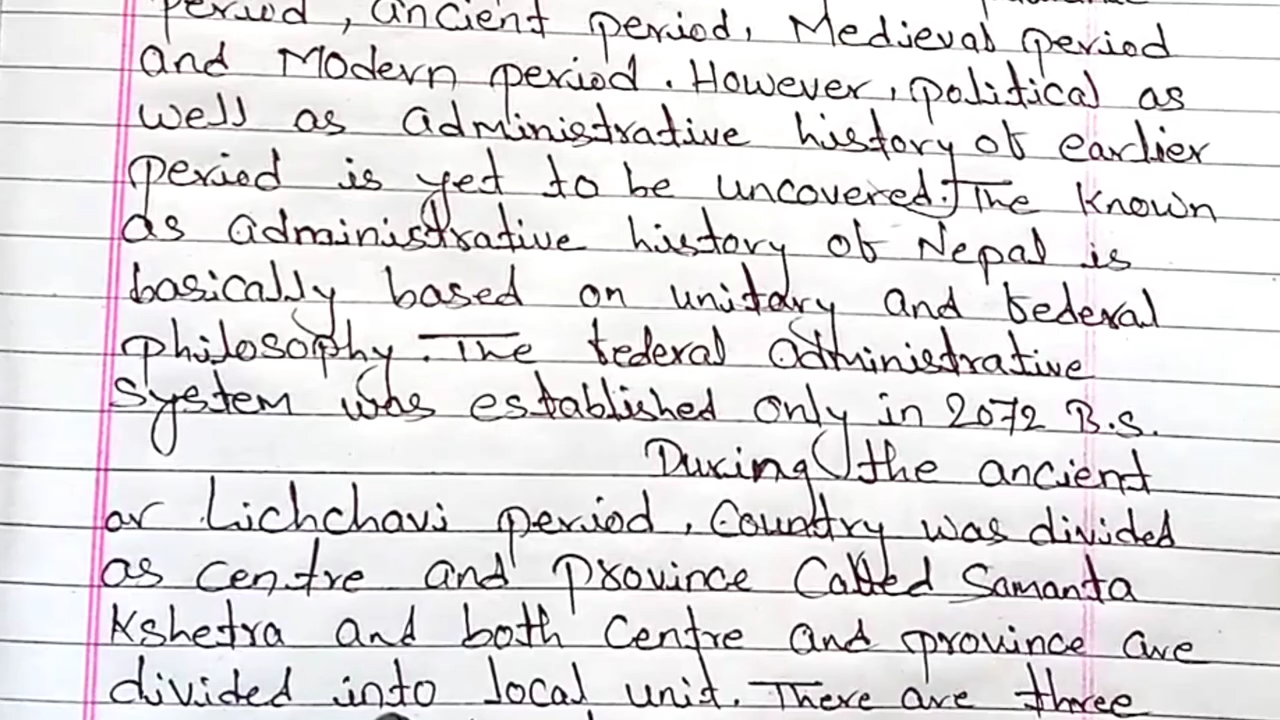 period, ancient period, Medieval period
and Modern period. However, political as
well as administrative history of earlier
period is yet to be uncovered. The known
as administrative history of Nepal is
basically based on unitary and federal
philosophy. The federal administrative
system was established only in 2072 B.S.
During the ancient
or Lichchavi period, Country was divided
as centre and province Called Samanta
Kshetra and both Centre and province are
divided into local unit. There are three